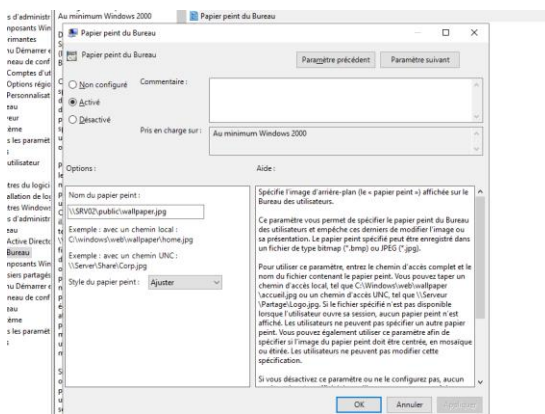 s d'administr
Au minimum Windows 2000
Papier peint du Bureau
nposants Win
rimantes
nu Démarrer e
neau de conf
Comptes d'ut
Options régio
Personnalisat
eau
veur
tème
s les paramèt
utilisateur
tres du logici
allation de log
tres Windows
s d'administr
eau
Active Directo
Bureau
nposants Win
siers partagés
nu Démarrer e
neau de conf
eau
tème
s les paramèt
Papier peint du Bureau
Papier peint du Bureau
Paramètre précédent
Paramètre suivant
Non configuré
Commentaire :
Activé
Désactivé
Pris en charge sur :
Au minimum Windows 2000
Options :
Aide :
Nom du papier peint :
\\SRV02\public\wallpaper.jpg
Exemple : avec un chemin local :
C:\windows\web\wallpaper\home.jpg
Exemple : avec un chemin UNC :
\\Server\Share\Corp.jpg
Style du papier peint :
Ajuster
Spécifie l'image d'arrière-plan (le « papier peint ») affichée sur le
Bureau des utilisateurs.
Ce paramètre vous permet de spécifier le papier peint du Bureau
des utilisateurs et empêche ces derniers de modifier l'image ou
sa présentation. Le papier peint spécifié peut être enregistré dans
un fichier de type bitmap (*.bmp) ou JPEG (*.jpg).
Pour utiliser ce paramètre, entrez le chemin d'accès complet et le
nom du fichier contenant le papier peint. Vous pouvez taper un
chemin d'accès local, tel que C:\Windows\web\wallpaper
\accueil.jpg ou un chemin d'accès UNC, tel que \\Serveur
\Partage\Logo.jpg. Si le fichier spécifié n'est pas disponible
lorsque l'utilisateur ouvre sa session, aucun papier peint n'est
affiché. Les utilisateurs ne peuvent pas spécifier un autre papier
peint. Vous pouvez également utiliser ce paramètre afin de
spécifier si l'image du papier peint doit être centrée, en mosaïque
ou étirée. Les utilisateurs ne peuvent pas modifier cette
spécification.
Si vous désactivez ce paramètre ou ne le configurez pas, aucun
OK
Annuler
Appliquer